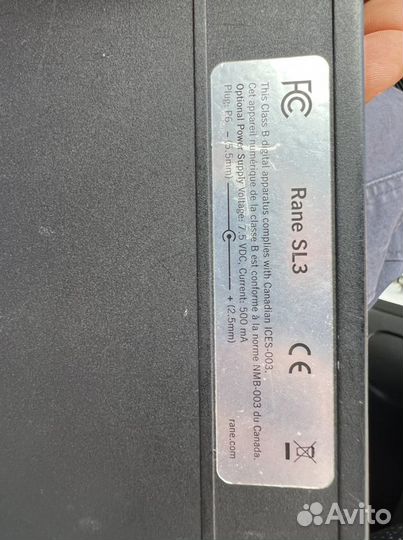 FC
Rane SL3
CE
This Class B digital apparatus complies with Canadian ICES-003.
Cet appareil numérique de la classe B est conforme à la norme NMB-003 du Canada.
Optional Power Supply Voltage: 7.5 VDC, Current: 500 mA
Plug: P6. – (5.5mm) + (2.5mm)
rane.com
Avito